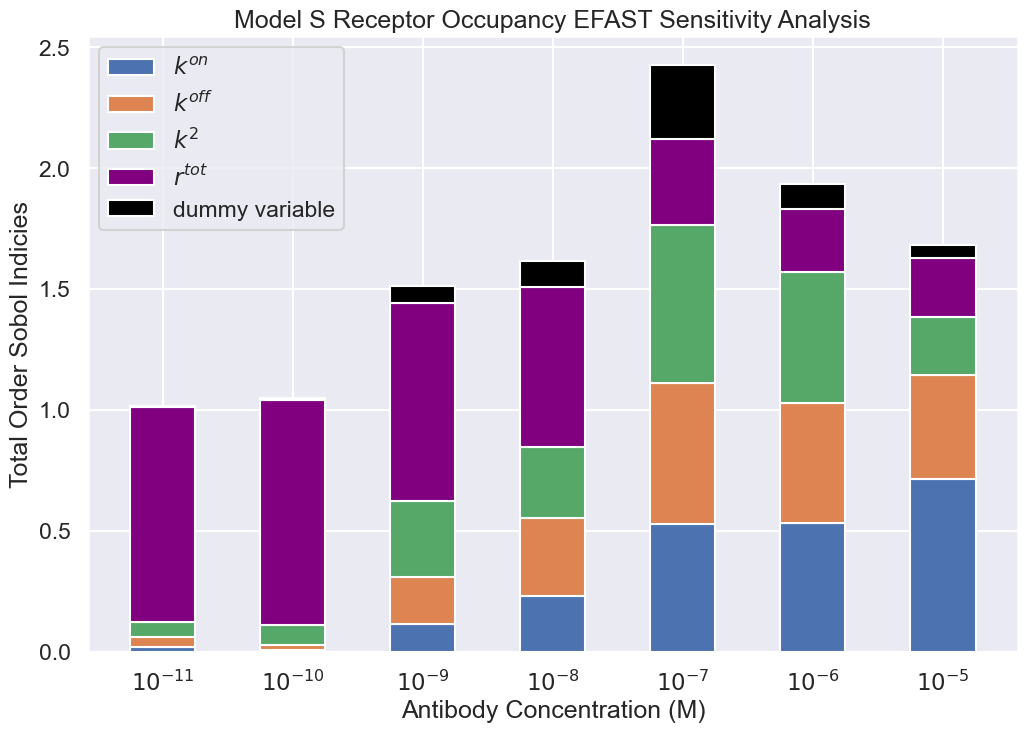 Model S Receptor Occupancy EFAST Sensitivity Analysis
Total Order Sobol Indicies
2.5
2.0
1.5
1.0
0.5
0.0
k^{on}
k^{off}
k^{2}
r^{tot}
dummy variable
10^{-11} 10^{-10} 10^{-9} 10^{-8} 10^{-7} 10^{-6} 10^{-5}
Antibody Concentration (M)